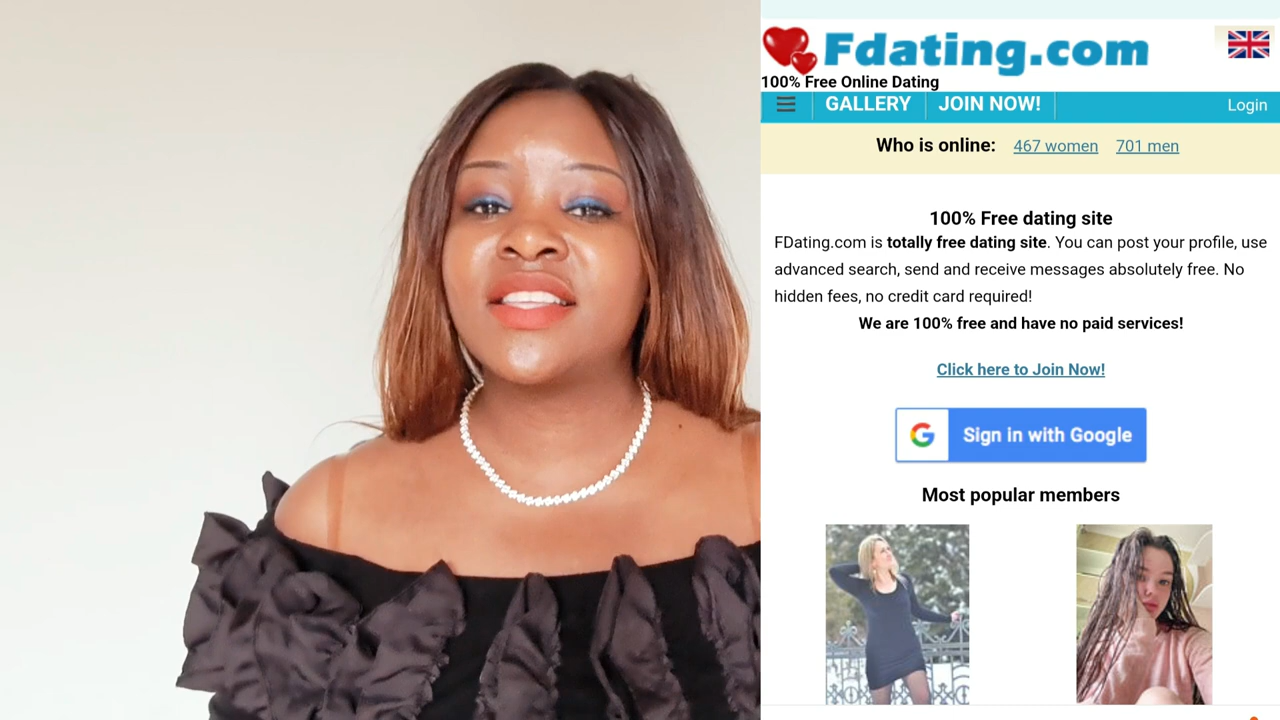 Fdating.com
100% Free Online Dating
GALLERY JOIN NOW! Login
Who is online: 467 women 701 men
100% Free dating site
FDating.com is totally free dating site. You can post your profile, use
advanced search, send and receive messages absolutely free. No
hidden fees, no credit card required!
We are 100% free and have no paid services!
Click here to Join Now!
G Sign in with Google
Most popular members